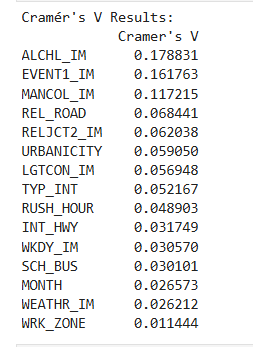 Cramér's V Results:
Cramer's V
ALCHL_IM 0.178831
EVENT1_IM 0.161763
MANCOL_IM 0.117215
REL_ROAD 0.068441
RELJCT2_IM 0.062038
URBANICITY 0.059050
LGTCON_IM 0.056948
TYP_INT 0.052167
RUSH_HOUR 0.048903
INT_HWY 0.031749
WKDY_IM 0.030570
SCH_BUS 0.030101
MONTH 0.026573
WEATHR_IM 0.026212
WRK_ZONE 0.011444